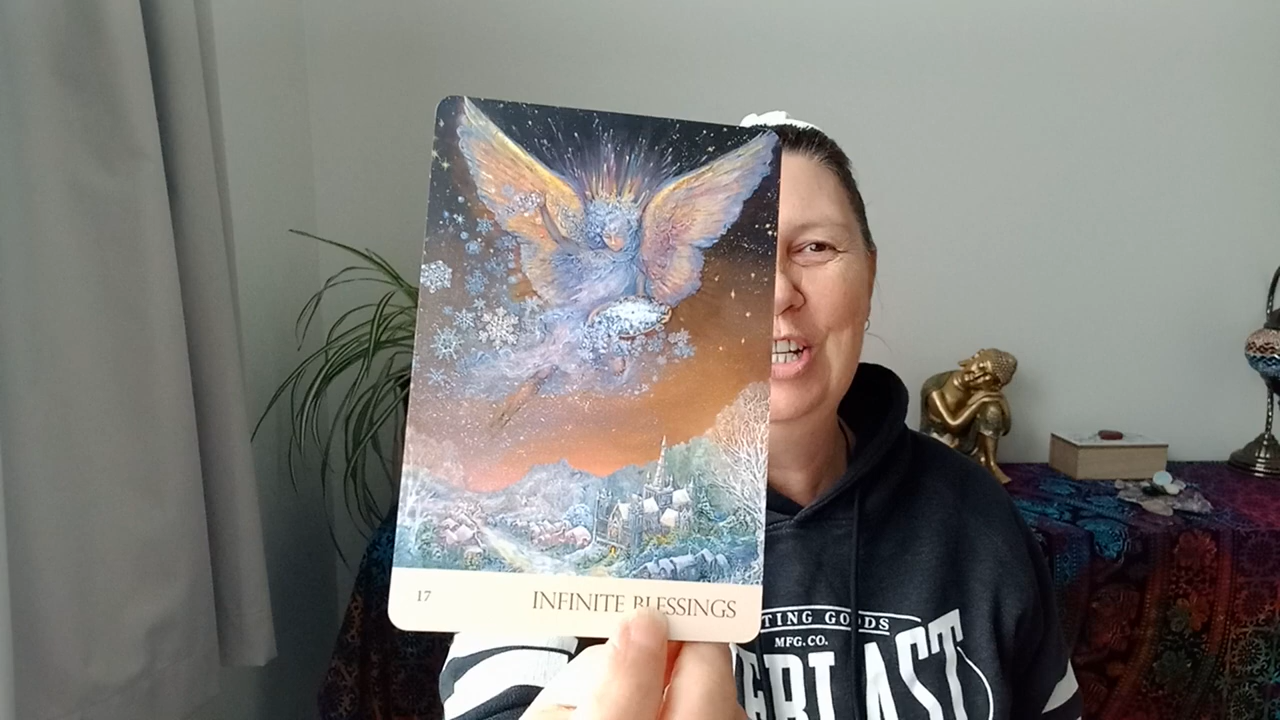 17
INFINITE BLESSINGS
TING GOODS
MFG. CO.
ERLAST